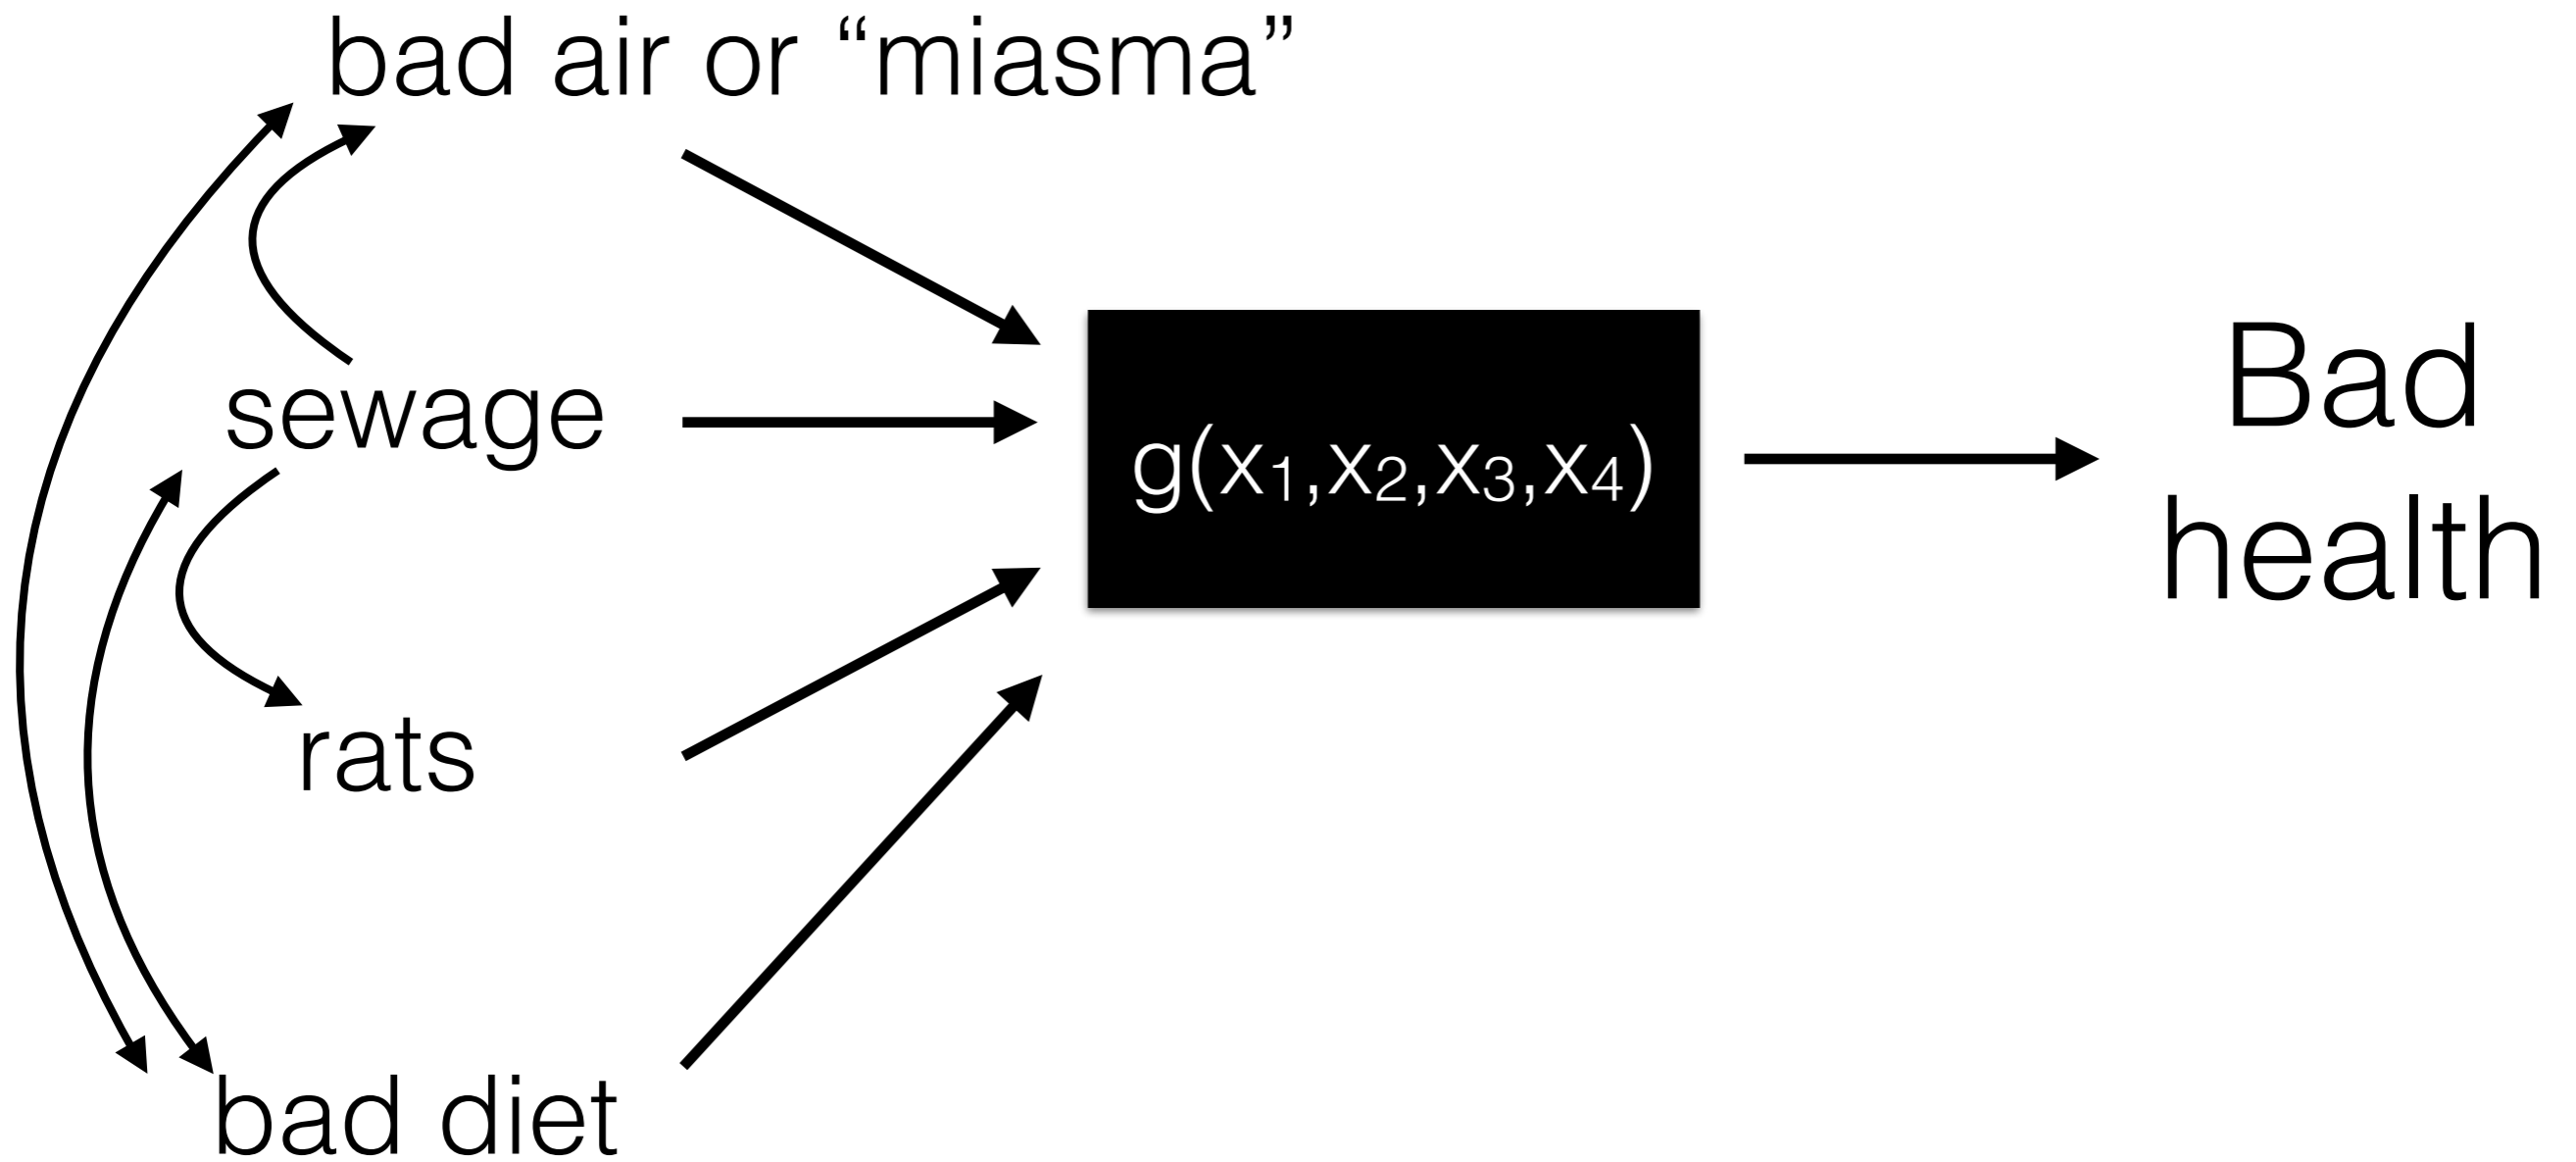 bad air or “miasma”
sewage
rats
bad diet
g(x₁,x₂,x₃,x₄)
Bad
health